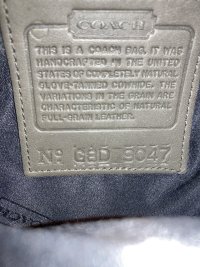 COACH
THIS IS A COACH BAG. IT WAS
HANDCRAFTED IN THE UNITED
STATES OF COMPLETELY NATURAL
GLOVE-TANNED COWHIDE. THE
VARIATIONS IN THE GRAIN ARE
CHARACTERISTIC OF NATURAL
FULL-GRAIN LEATHER.
Nº